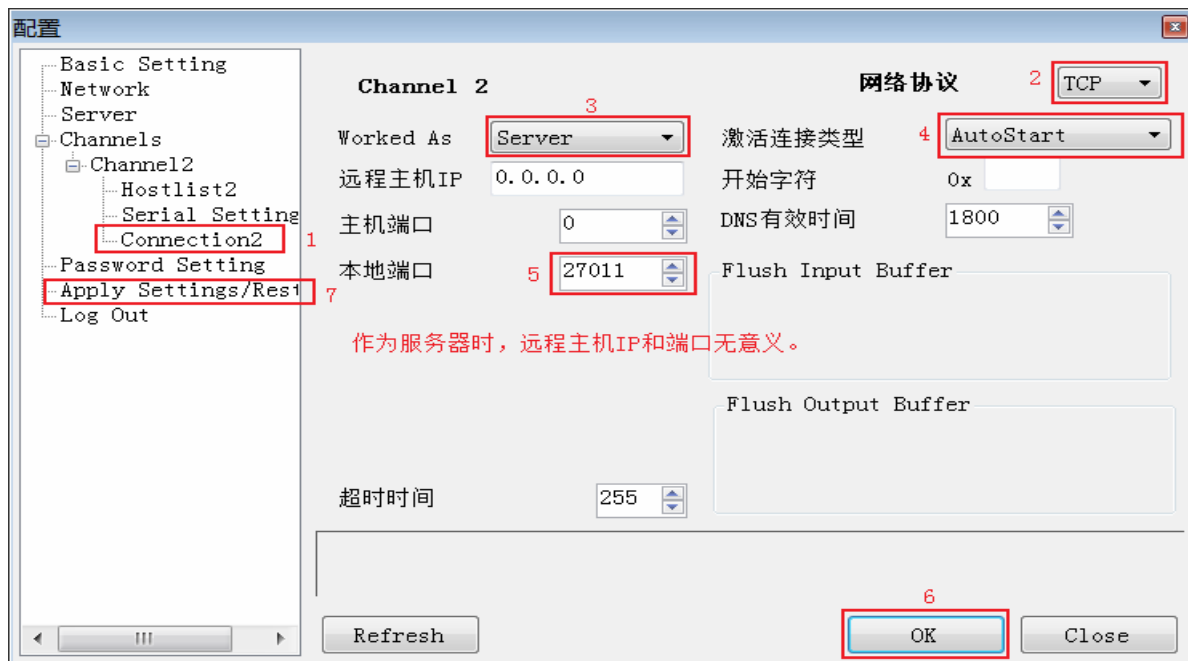 配置
Basic Setting
Network
Server
Channels
Channel2
Hostlist2
Serial Setting
Connection2
1
Password Setting
Apply Settings/Rest
7
Log Out
Channel 2
网络协议
2
TCP
3
Worked As
Server
激活连接类型
4
AutoStart
远程主机IP
0.0.0.0
开始字符
0x
主机端口
0
DNS有效时间
1800
本地端口
5
27011
Flush Input Buffer
作为服务器时，远程主机IP和端口无意义。
Flush Output Buffer
超时时间
255
6
Refresh
OK
Close